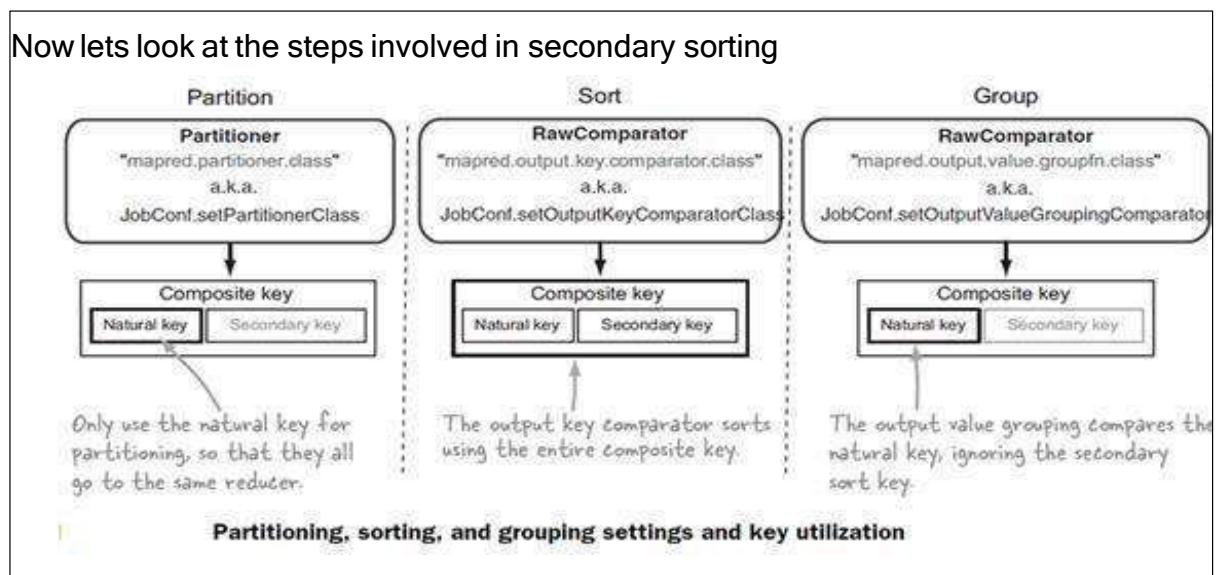 Now lets look at the steps involved in secondary sorting
Partition
Partitioner
"mapred.partitioner.class"
a.k.a.
JobConf.setPartitionerClass
Composite key
Natural key
Secondary key
Only use the natural key for
partitioning, so that they all
go to the same reducer.
Sort
RawComparator
"mapred.output.key.comparator.class"
a.k.a.
JobConf.setOutputKeyComparatorClass
Composite key
Natural key
Secondary key
The output key comparator sorts
using the entire composite key.
Group
RawComparator
"mapred.output.value.groupfn.class"
a.k.a.
JobConf.setOutputValueGroupingComparator
Composite key
Natural key
Secondary key
The output value grouping compares the
natural key, ignoring the secondary
sort key.
Partitioning, sorting, and grouping settings and key utilization